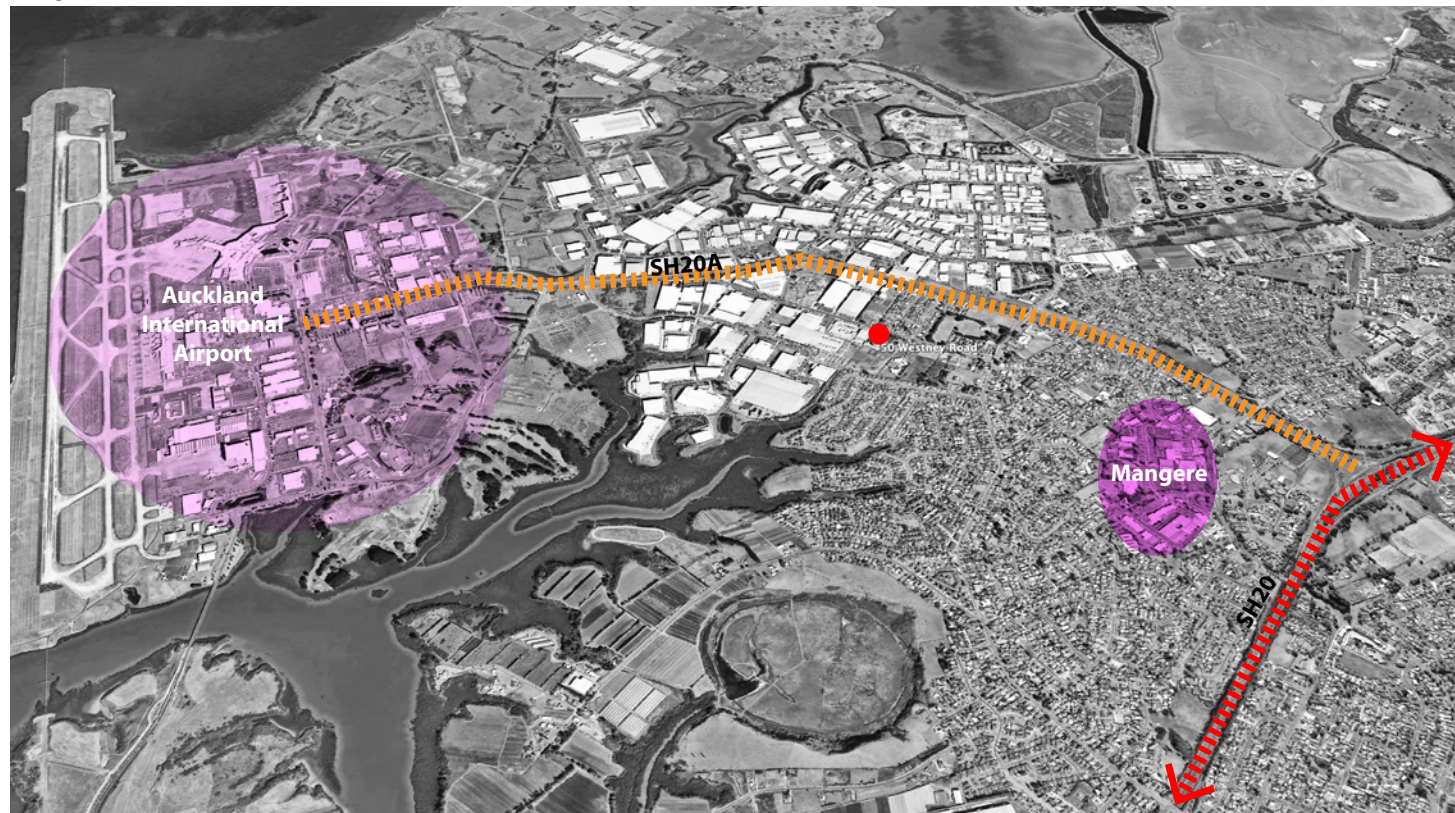 Auckland
International
Airport
SH20A
50 Westney Road
Mangere
SH20